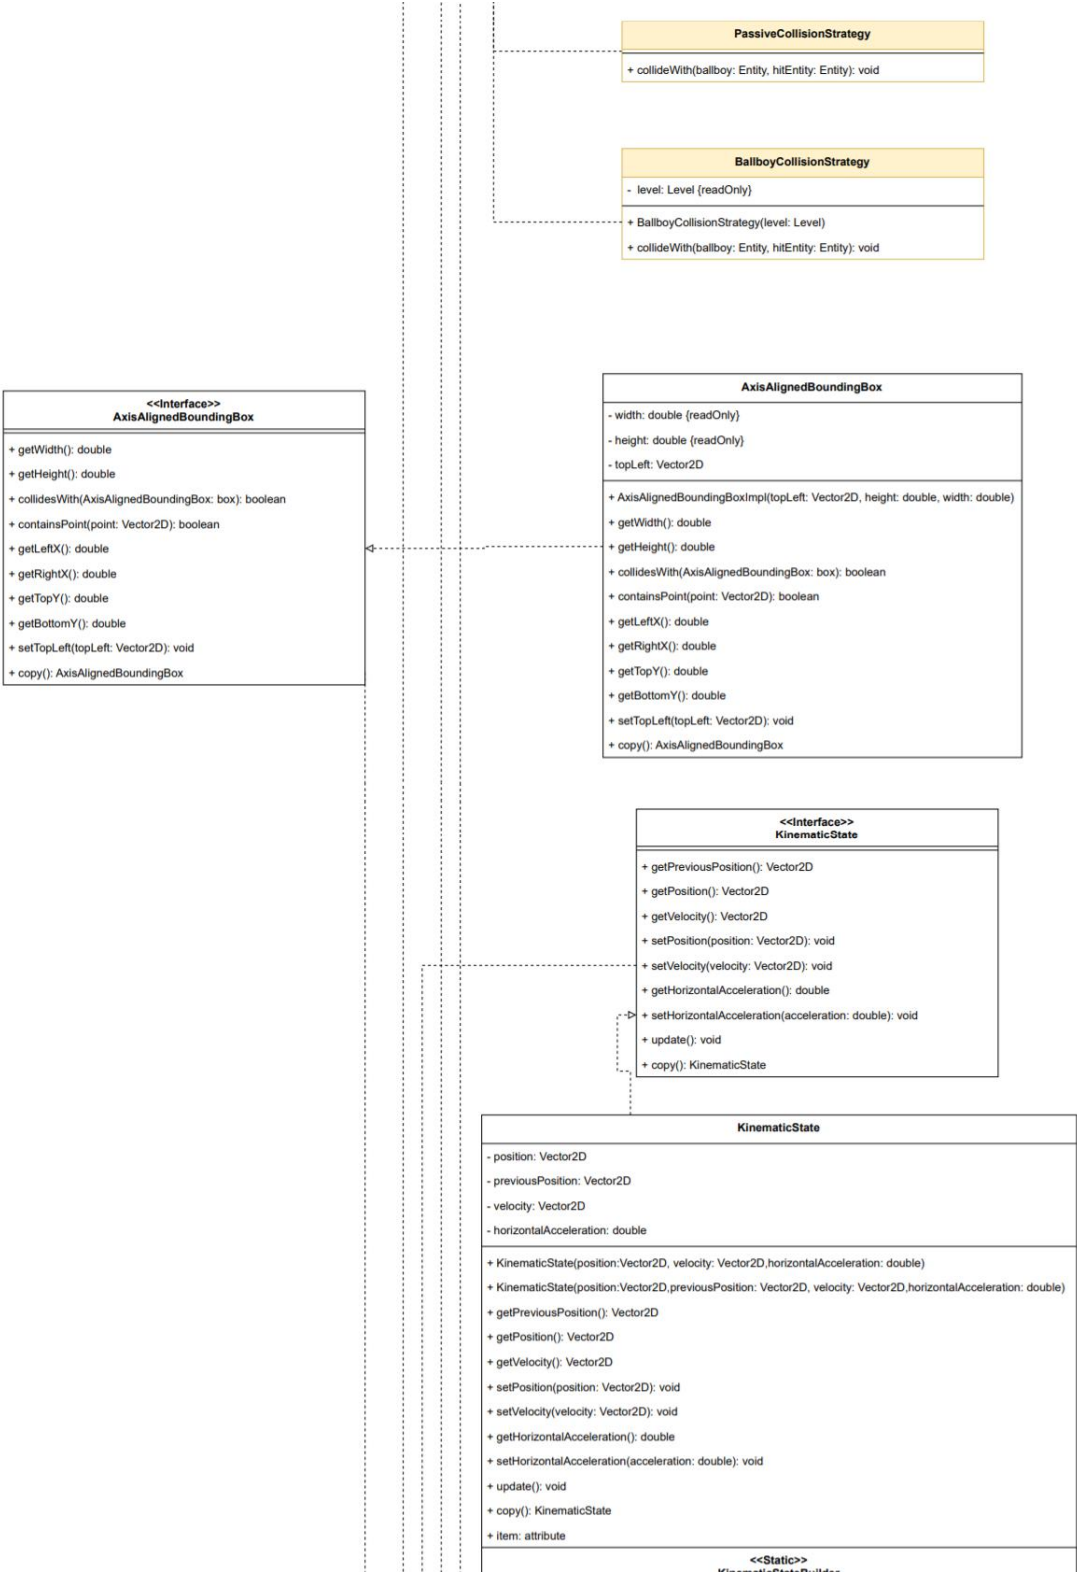 PassiveCollisionStrategy
+ collideWith(ballboy: Entity, hitEntity: Entity): void
BallboyCollisionStrategy
- level: Level {readOnly}
+ BallboyCollisionStrategy(level: Level)
+ collideWith(ballboy: Entity, hitEntity: Entity): void
<<Interface>>
AxisAlignedBoundingBox
+ getWidth(): double
+ getHeight(): double
+ collidesWith(AxisAlignedBoundingBox: box): boolean
+ containsPoint(point: Vector2D): boolean
+ getLeftX(): double
+ getRightX(): double
+ getTopY(): double
+ getBottomY(): double
+ setTopLeft(topLeft: Vector2D): void
+ copy(): AxisAlignedBoundingBox
AxisAlignedBoundingBox
- width: double {readOnly}
- height: double {readOnly}
- topLeft: Vector2D
+ AxisAlignedBoundingBoxImpl(topLeft: Vector2D, height: double, width: double)
+ getWidth(): double
+ getHeight(): double
+ collidesWith(AxisAlignedBoundingBox: box): boolean
+ containsPoint(point: Vector2D): boolean
+ getLeftX(): double
+ getRightX(): double
+ getTopY(): double
+ getBottomY(): double
+ setTopLeft(topLeft: Vector2D): void
+ copy(): AxisAlignedBoundingBox
<<Interface>>
KinematicState
+ getPreviousPosition(): Vector2D
+ getPosition(): Vector2D
+ getVelocity(): Vector2D
+ setPosition(position: Vector2D): void
+ setVelocity(velocity: Vector2D): void
+ getHorizontalAcceleration(): double
+ setHorizontalAcceleration(acceleration: double): void
+ update(): void
+ copy(): KinematicState
KinematicState
- position: Vector2D
- previousPosition: Vector2D
- velocity: Vector2D
- horizontalAcceleration: double
+ KinematicState(position:Vector2D, velocity: Vector2D,horizontalAcceleration: double)
+ KinematicState(position:Vector2D,previousPosition: Vector2D, velocity: Vector2D,horizontalAcceleration: double)
+ getPreviousPosition(): Vector2D
+ getPosition(): Vector2D
+ getVelocity(): Vector2D
+ setPosition(position: Vector2D): void
+ setVelocity(velocity: Vector2D): void
+ getHorizontalAcceleration(): double
+ setHorizontalAcceleration(acceleration: double): void
+ update(): void
+ copy(): KinematicState
+ item: attribute
<<Static>>
KinematicStateBuilder